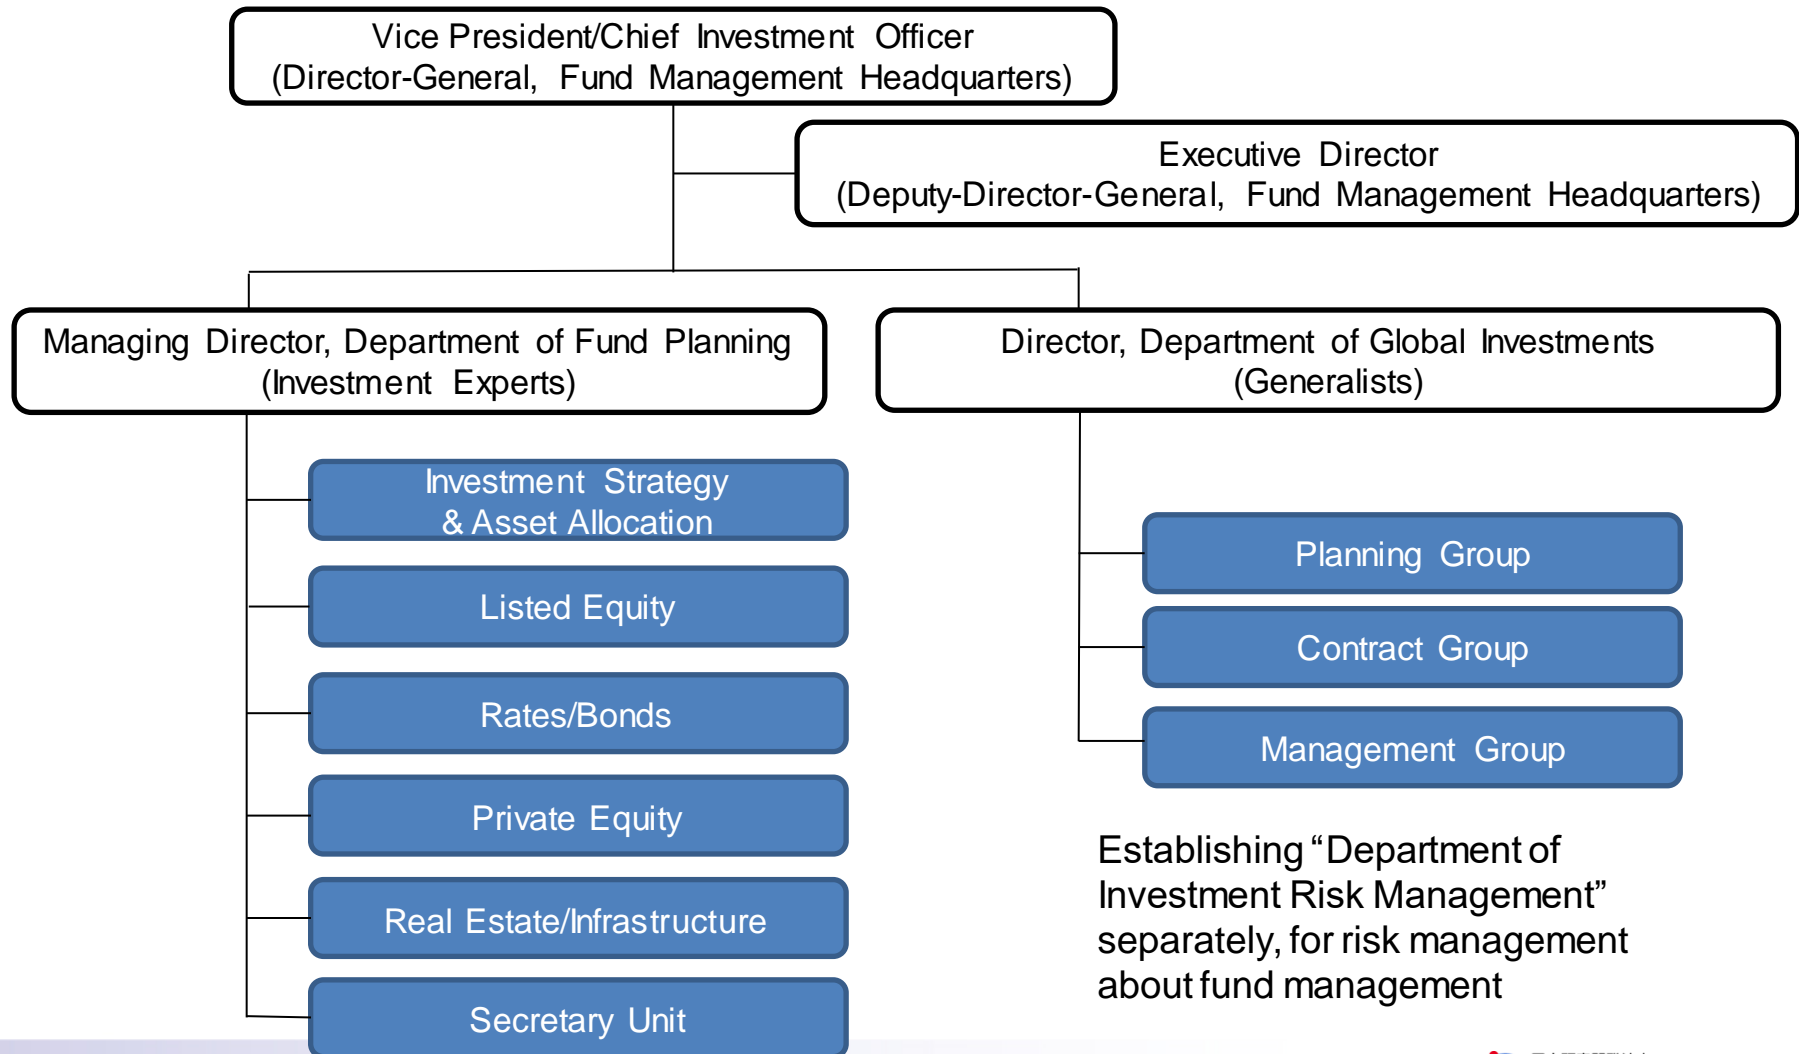 Vice President/Chief Investment Officer
(Director-General, Fund Management Headquarters)
Executive Director
(Deputy-Director-General, Fund Management Headquarters)
Managing Director, Department of Fund Planning
(Investment Experts)
Director, Department of Global Investments
(Generalists)
Investment Strategy
& Asset Allocation
Listed Equity
Rates/Bonds
Private Equity
Real Estate/Infrastructure
Secretary Unit
Planning Group
Contract Group
Management Group
Establishing “Department of
Investment Risk Management”
separately, for risk management
about fund management